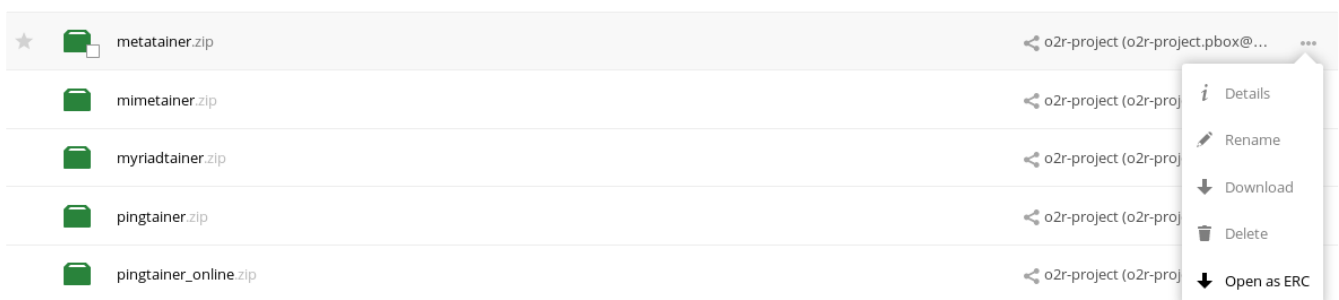 metatainer.zip o2r-project (o2r-project.pbox@... •••
Details
mimetainer.zip o2r-project (o2r-proj
Rename
myriadtainer.zip o2r-project (o2r-proj
Download
pingtainer.zip o2r-project (o2r-proj
Delete
pingtainer_online.zip o2r-project (o2r-proj
Open as ERC